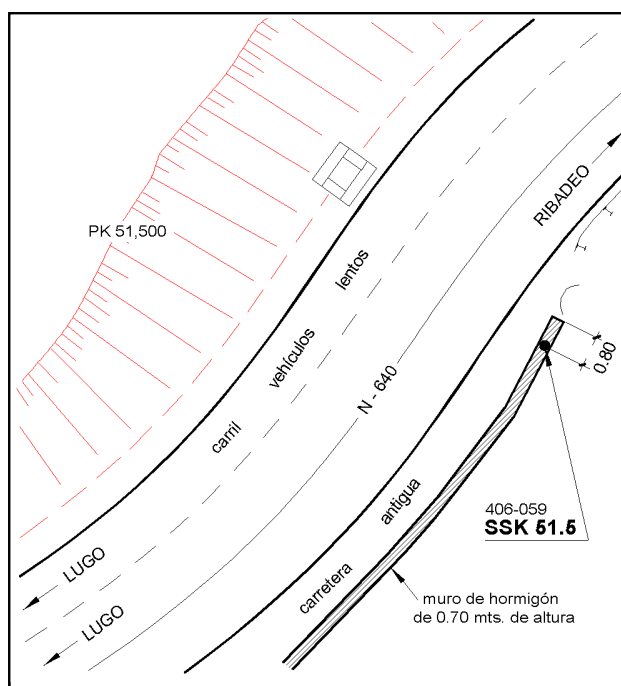 RIBADEO
PK 51,500
lentos
vehículos
carril
N - 640
0.80
406-059
SSK 51.5
antigua
carretera
LUGO
LUGO
muro de hormigón
de 0.70 mts. de altura